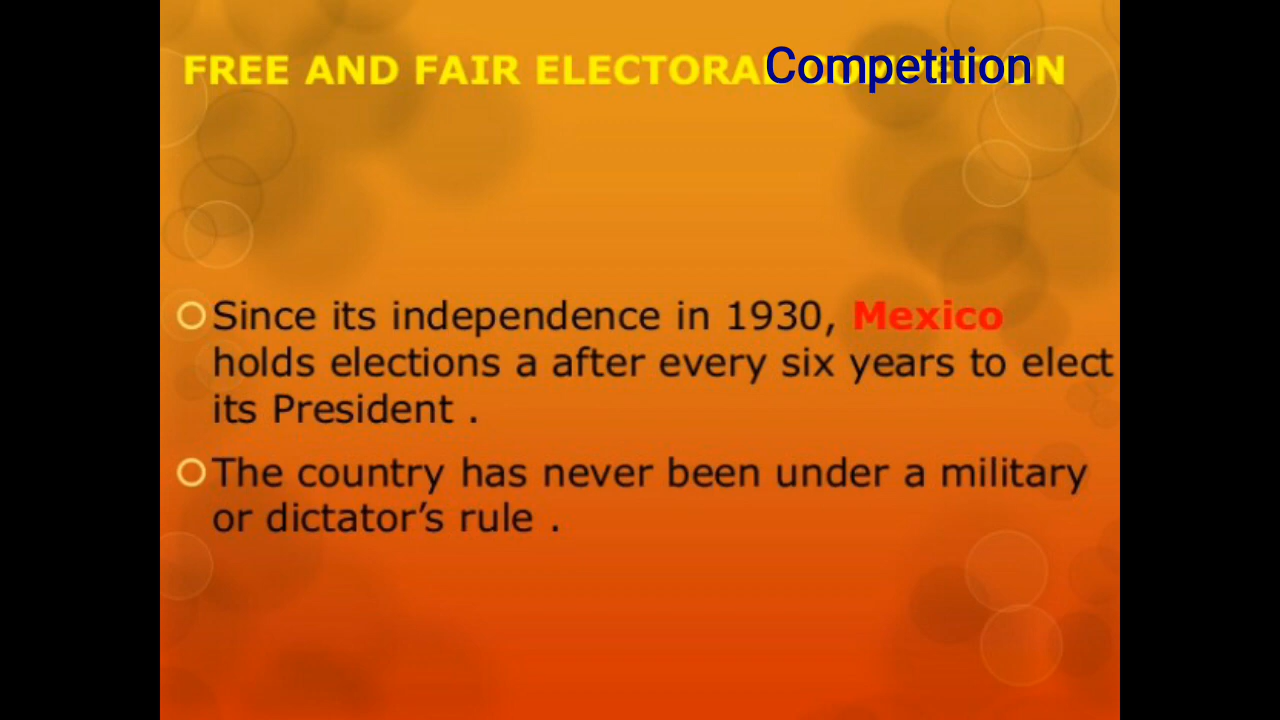 FREE AND FAIR ELECTORAL Competition
Since its independence in 1930, Mexico
holds elections a after every six years to elect
its President .
The country has never been under a military
or dictator’s rule .